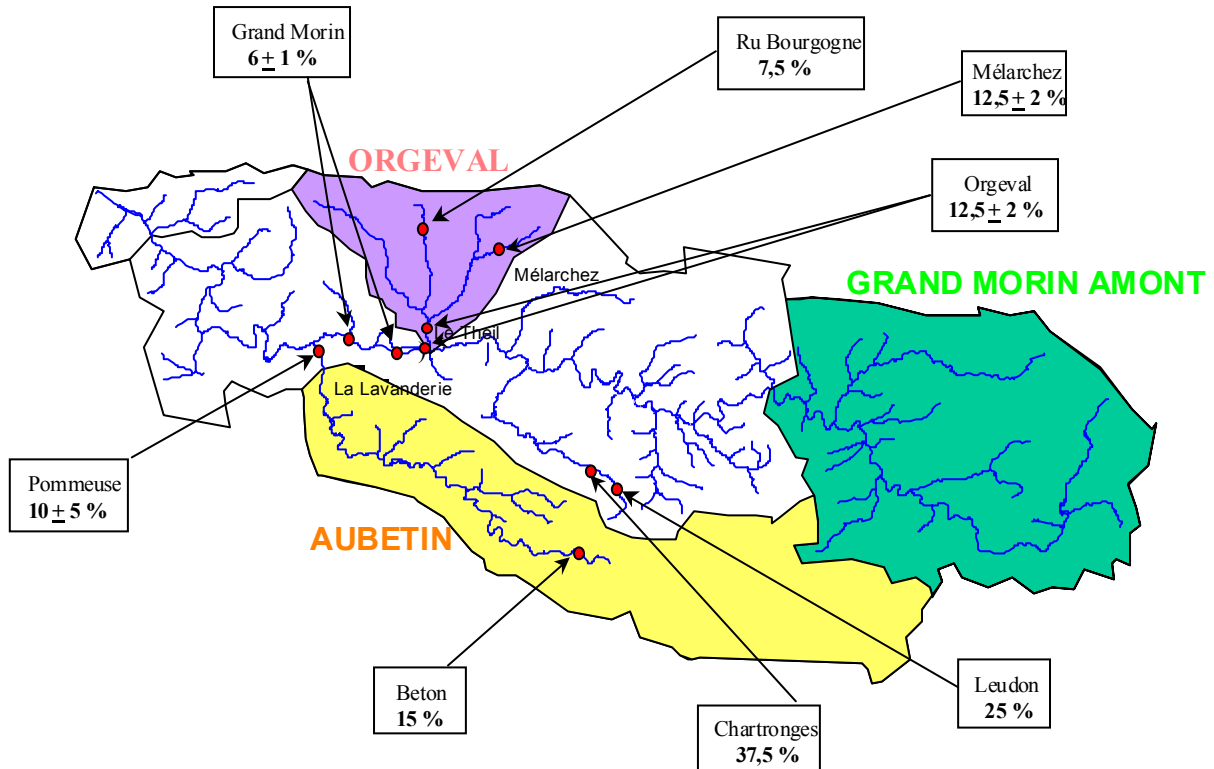 Grand Morin
6 ± 1 %
Ru Bourgogne
7,5 %
Mélarchez
12,5 ± 2 %
ORGEVAL
Orgeval
12,5 ± 2 %
Mélarchez
GRAND MORIN AMONT
Le Theil
La Lavanderie
Pommeuse
10 ± 5 %
AUBETIN
Beton
15 %
Chartronges
37,5 %
Leudon
25 %